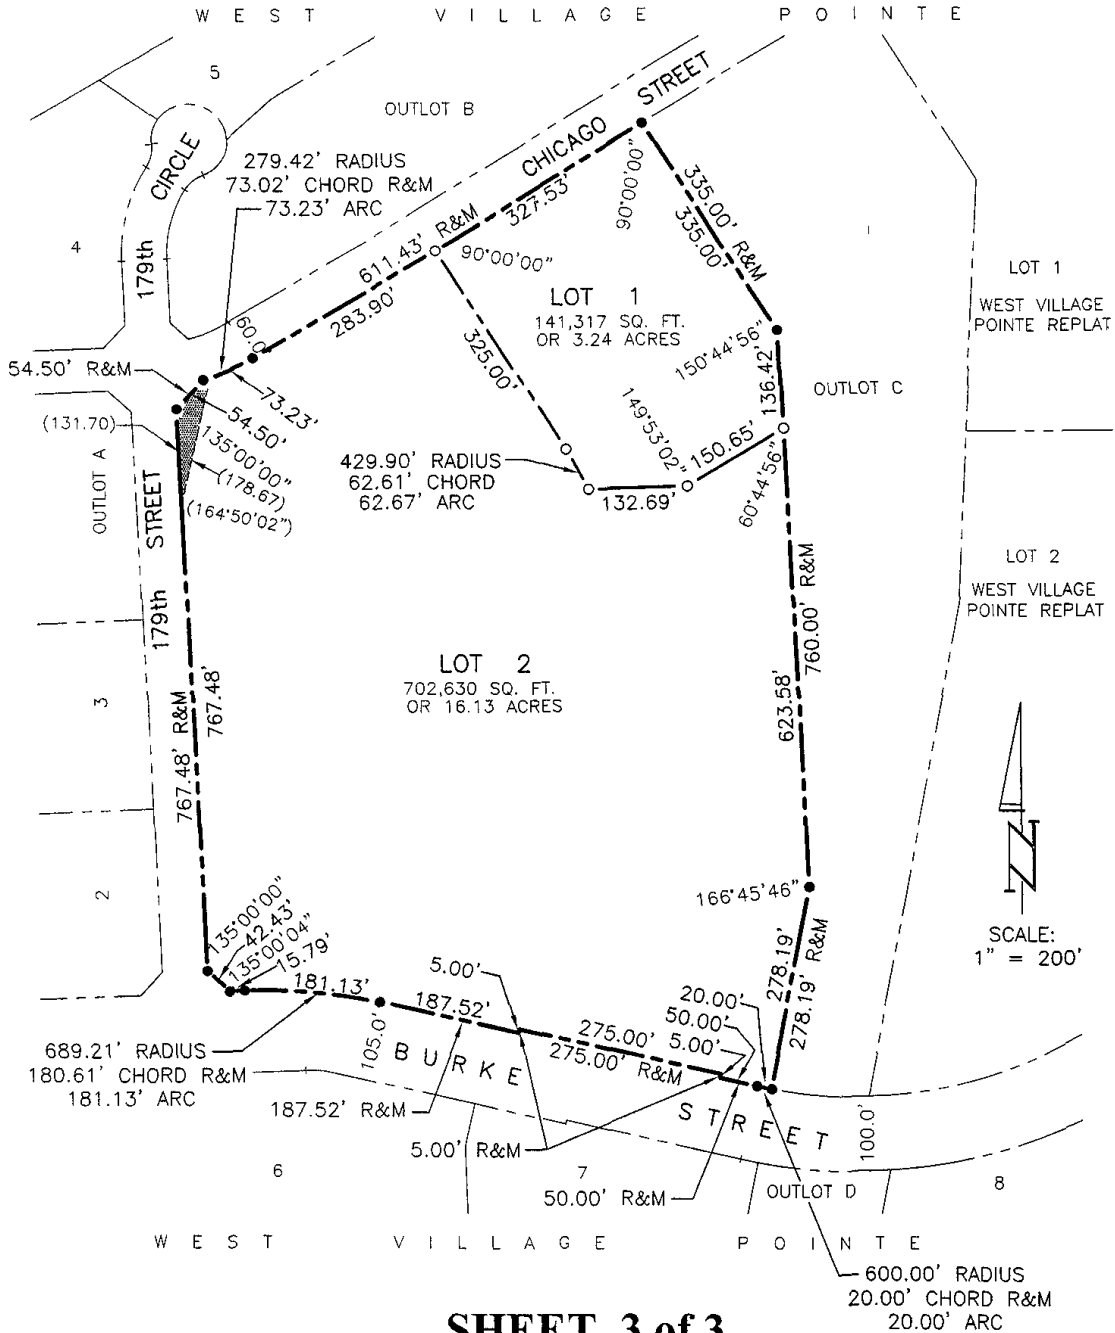 WEST VILLAGE POINTE
5
OUTLOT B
CHICAGO STREET
CIRCLE
279.42' RADIUS
73.02' CHORD R&M
73.23' ARC
327.53'
90°00'00"
335.00' R&M
335.00'
4
179th
611.43' R&M
90°00'00"
283.90'
60.0
LOT 1
141,317 SQ. FT.
OR 3.24 ACRES
LOT 1
WEST VILLAGE
POINTE REPLAT
54.50' R&M
325.00'
150°44'56"
136.42'
OUTLOT C
73.23'
54.50'
(131.70)
135°00'00"
(178.67)
(164°50'02")
149°53'02"
150.65'
429.90' RADIUS
62.61' CHORD
62.67' ARC
132.69'
60°44'56"
OUTLOT A
179th STREET
760.00' R&M
LOT 2
WEST VILLAGE
POINTE REPLAT
LOT 2
702,630 SQ. FT.
OR 16.13 ACRES
623.58'
3
767.48' R&M
767.48'
2
166°45'46"
SCALE:
1" = 200'
N
135°00'00"
42.43'
135°00'04"
15.79'
181.13'
5.00'
187.52'
278.19' R&M
278.19'
20.00'
50.00'
5.00'
275.00'
275.00' R&M
105.0'
BURKE STREET
689.21' RADIUS
180.61' CHORD R&M
181.13' ARC
187.52' R&M
5.00' R&M
100.0'
6
7
50.00' R&M
OUTLOT D
8
WEST VILLAGE POINTE
600.00' RADIUS
20.00' CHORD R&M
20.00' ARC
SHEET 3 of 3